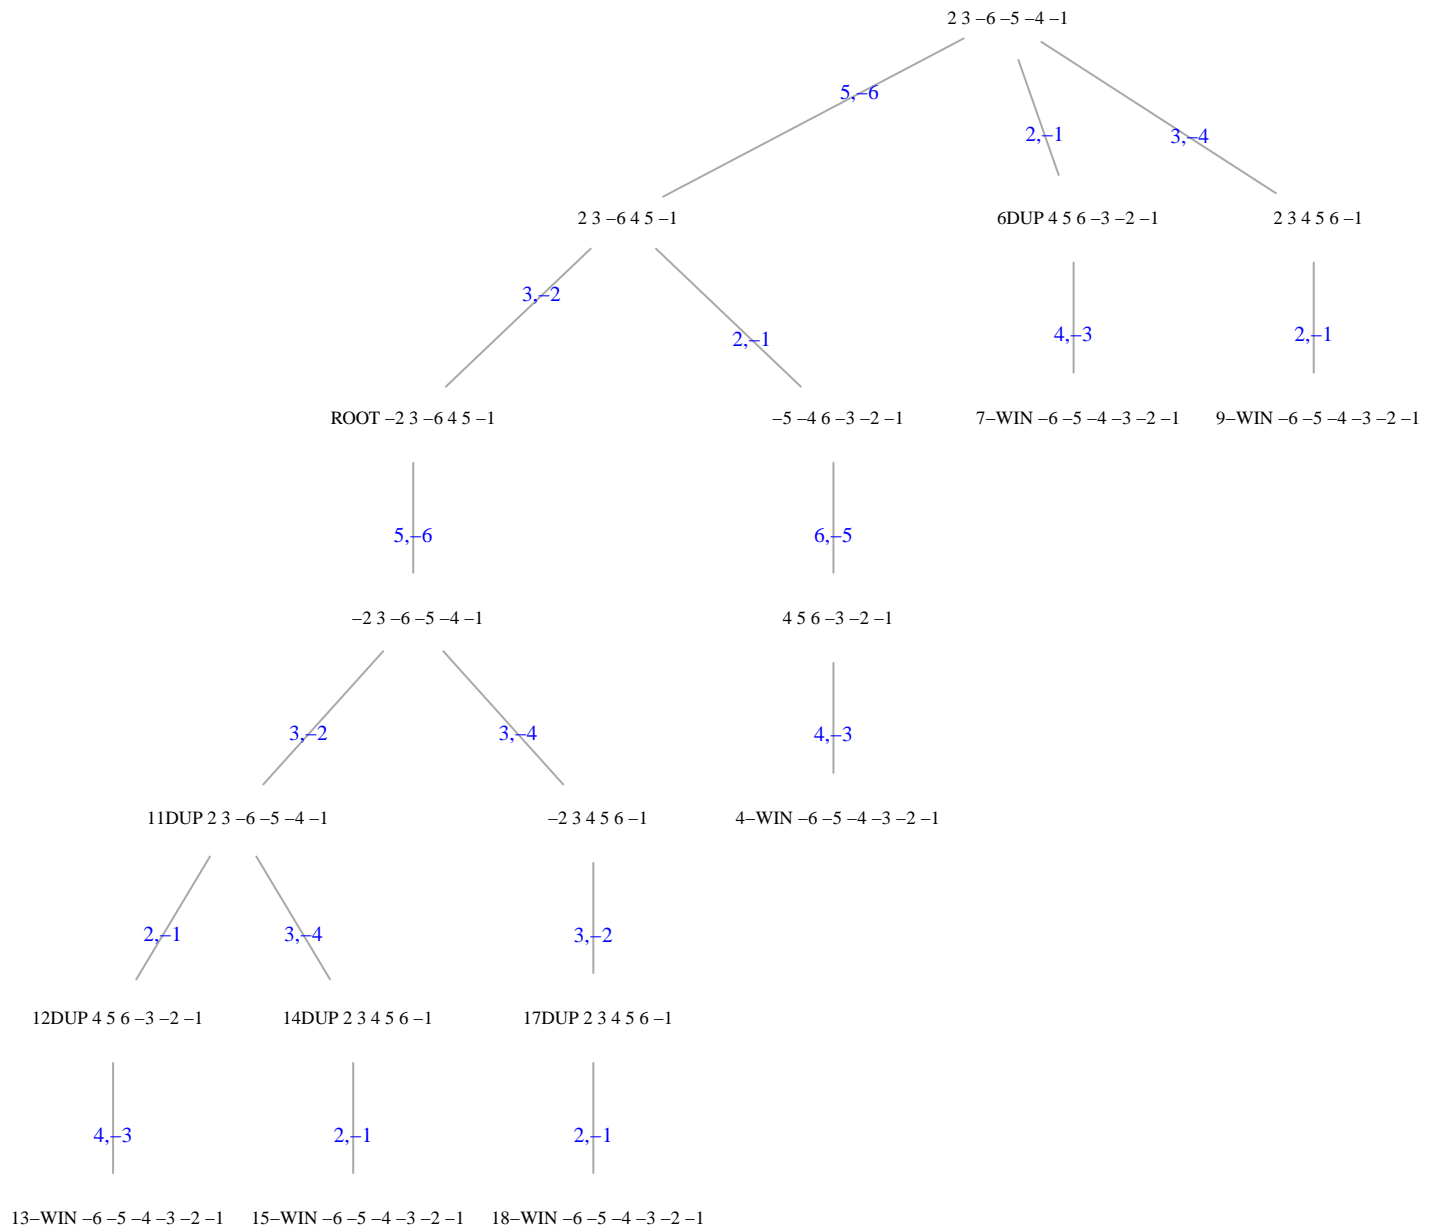 2 3 –6 –5 –4 –1
5,–6
2,–1
3,–4
2 3 –6 4 5 –1
6DUP 4 5 6 –3 –2 –1
2 3 4 5 6 –1
3,–2
2,–1
4,–3
2,–1
ROOT –2 3 –6 4 5 –1
–5 –4 6 –3 –2 –1
7–WIN –6 –5 –4 –3 –2 –1
9–WIN –6 –5 –4 –3 –2 –1
5,–6
6,–5
–2 3 –6 –5 –4 –1
4 5 6 –3 –2 –1
3,–2
3,–4
4,–3
11DUP 2 3 –6 –5 –4 –1
–2 3 4 5 6 –1
4–WIN –6 –5 –4 –3 –2 –1
2,–1
3,–4
3,–2
12DUP 4 5 6 –3 –2 –1
14DUP 2 3 4 5 6 –1
17DUP 2 3 4 5 6 –1
4,–3
2,–1
2,–1
13–WIN –6 –5 –4 –3 –2 –1
15–WIN –6 –5 –4 –3 –2 –1
18–WIN –6 –5 –4 –3 –2 –1